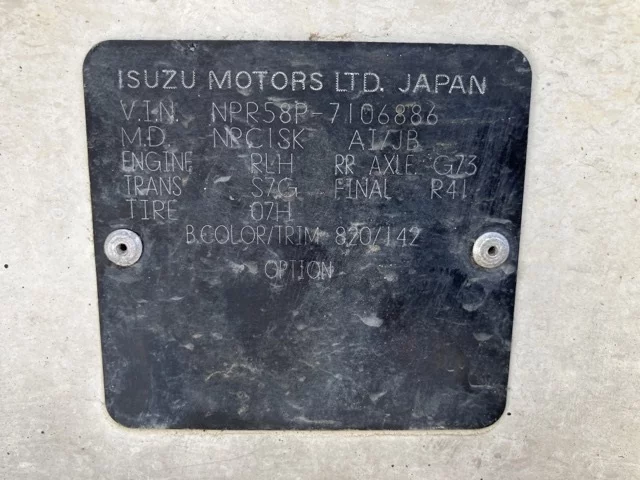 ISUZU MOTORS LTD. JAPAN
V.I.N. NPR58P-7106886
M.D. NRC1SK AI/JB
ENGINE RLH RR AXLE G73
TRANS S7G FINAL R41
TIRE 07H
B.COLOR/TRIM 820/142
OPTION